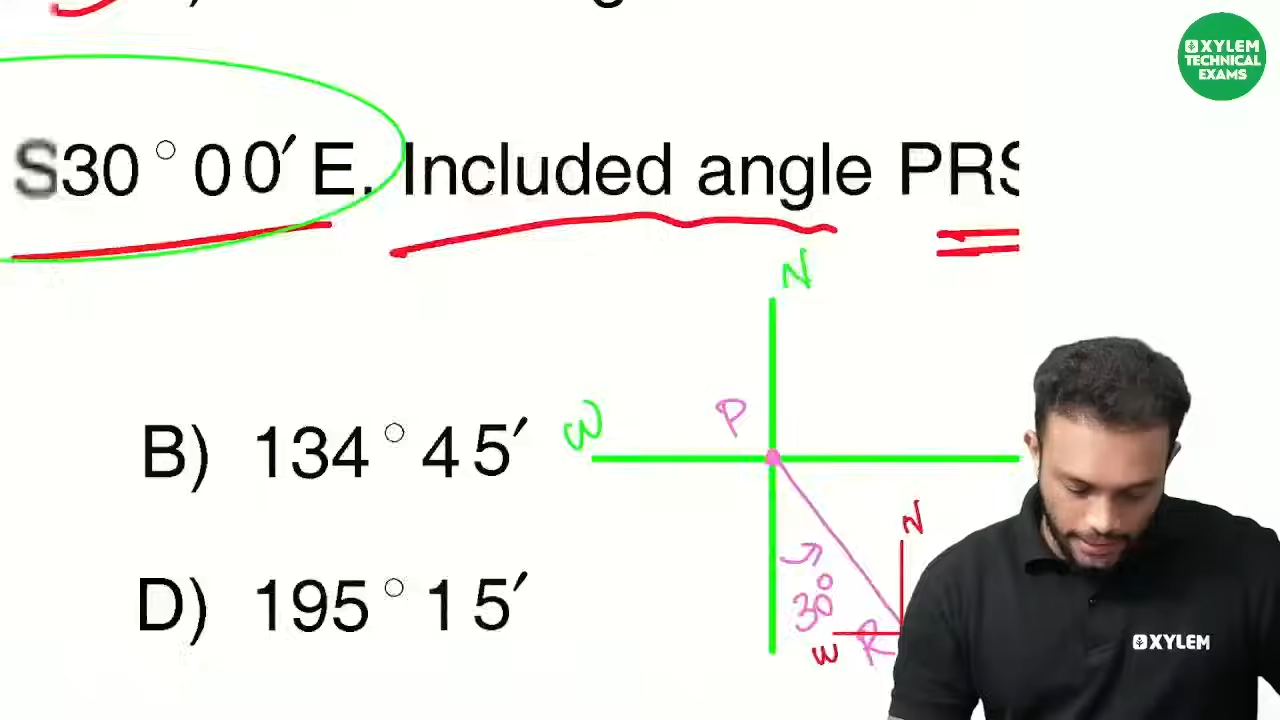 XYLEM
TECHNICAL
EXAMS
S30°00′E. Included angle PRS
N
B) 134°45′
W
P
N
D) 195°15′
30°
W
R
XYLEM